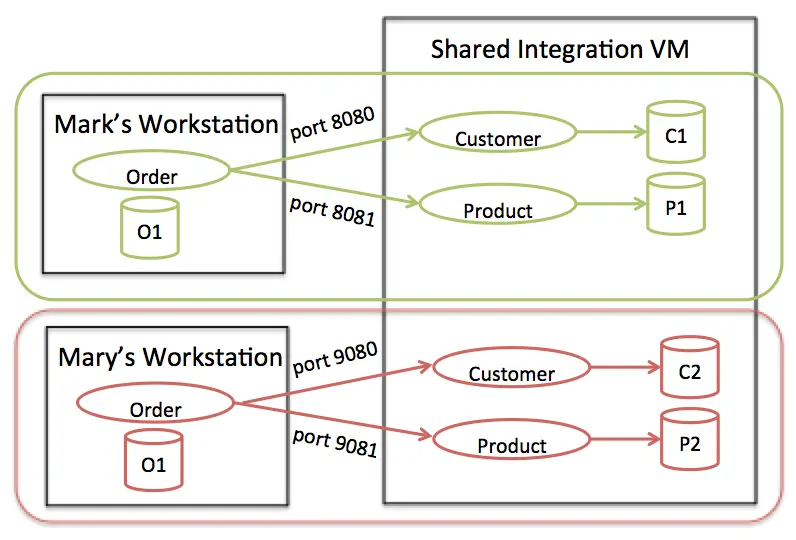 Shared Integration VM
Mark's Workstation
Order
O1
port 8080
port 8081
Customer
C1
Product
P1
Mary's Workstation
Order
O1
port 9080
port 9081
Customer
C2
Product
P2